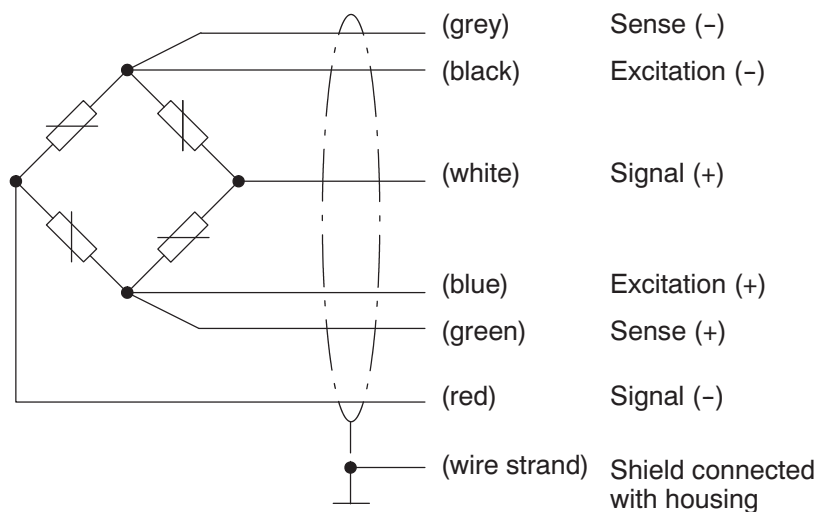 (grey) Sense (–)
(black) Excitation (–)
(white) Signal (+)
(blue) Excitation (+)
(green) Sense (+)
(red) Signal (–)
(wire strand) Shield connected
with housing